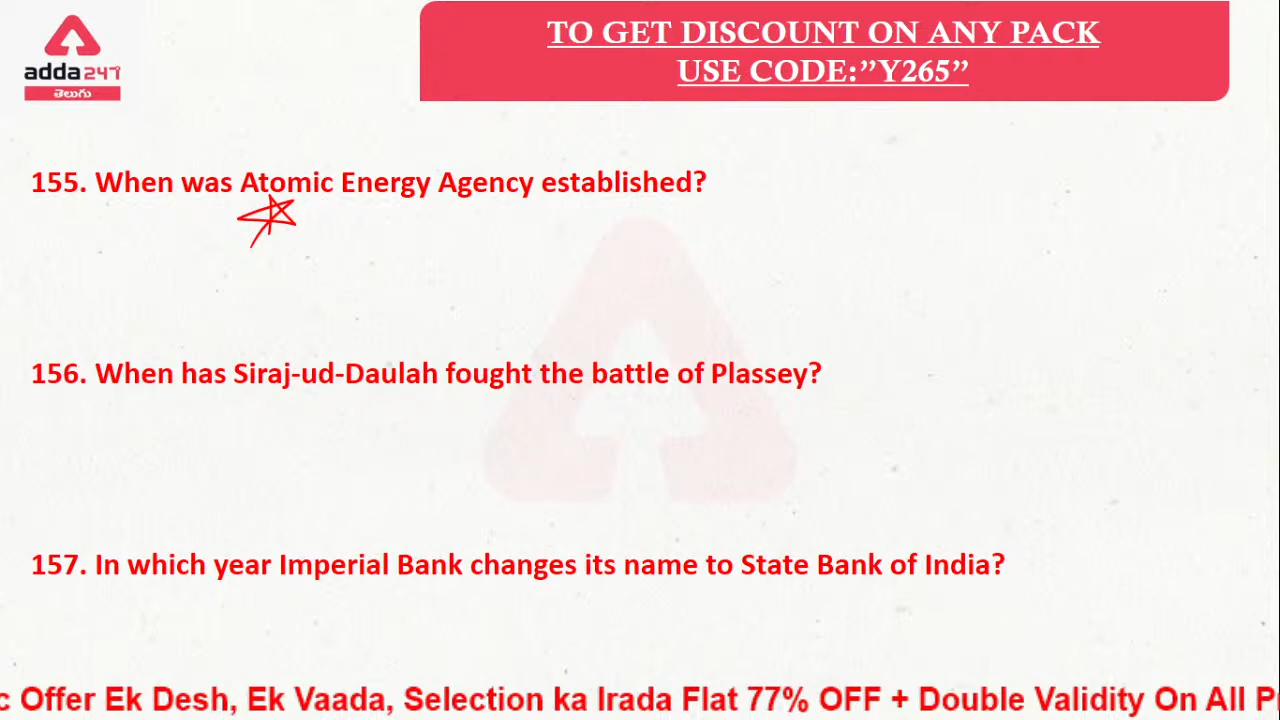 adda 247
తెలుగు
TO GET DISCOUNT ON ANY PACK
USE CODE:”Y265”
155. When was Atomic Energy Agency established?
156. When has Siraj-ud-Daulah fought the battle of Plassey?
157. In which year Imperial Bank changes its name to State Bank of India?
c Offer Ek Desh, Ek Vaada, Selection ka Irada Flat 77% OFF + Double Validity On All P